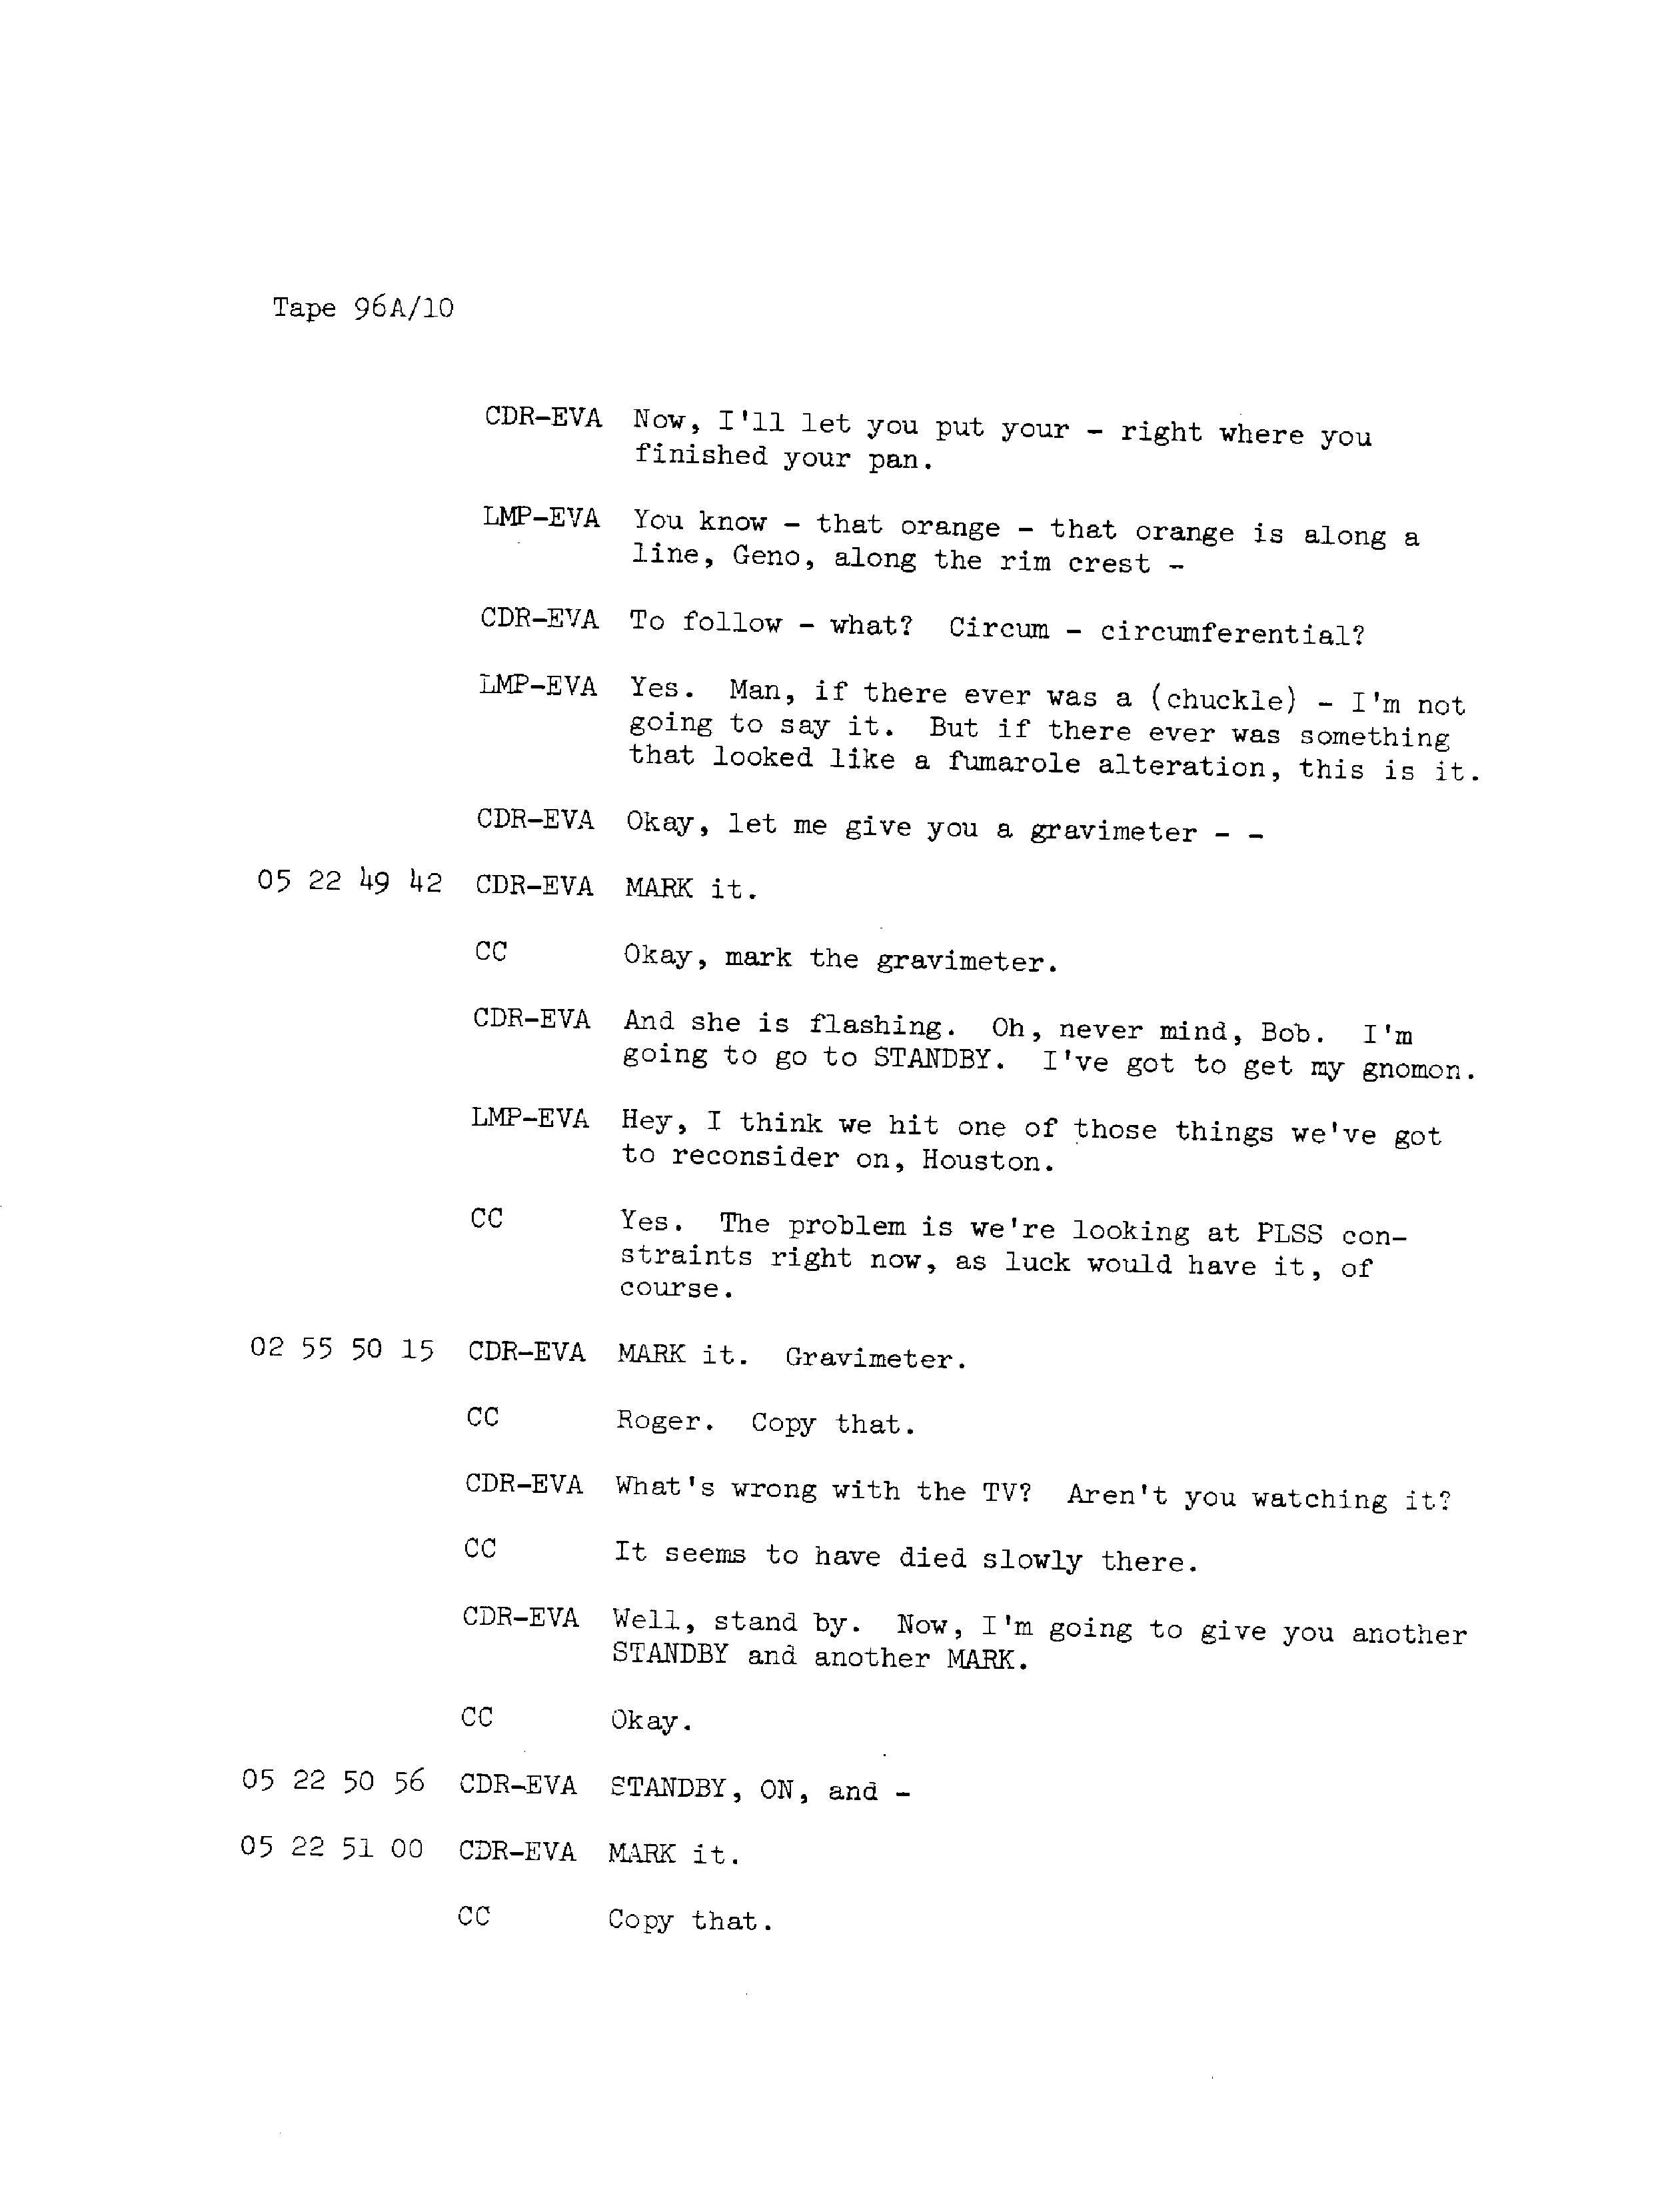 Tape 96A/10
CDR-EVA Now, I'll let you put your - right where you
finished your pan.
LMP-EVA You know - that orange - that orange is along a
line, Geno, along the rim crest -
CDR-EVA To follow - what? Circum - circumferential?
LMP-EVA Yes. Man, if there ever was a (chuckle) - I'm not
going to say it. But if there ever was something
that looked like a fumarole alteration, this is it.
CDR-EVA Okay, let me give you a gravimeter - -
05 22 49 42 CDR-EVA MARK it.
CC Okay, mark the gravimeter.
CDR-EVA And she is flashing. Oh, never mind, Bob. I'm
going to go to STANDBY. I've got to get my gnomon.
LMP-EVA Hey, I think we hit one of those things we've got
to reconsider on, Houston.
CC Yes. The problem is we're looking at PLSS con-
straints right now, as luck would have it, of
course.
02 55 50 15 CDR-EVA MARK it. Gravimeter.
CC Roger. Copy that.
CDR-EVA What's wrong with the TV? Aren't you watching it?
CC It seems to have died slowly there.
CDR-EVA Well, stand by. Now, I'm going to give you another
STANDBY and another MARK.
CC Okay.
05 22 50 56 CDR-EVA STANDBY, ON, and -
05 22 51 00 CDR-EVA MARK it.
CC Copy that.